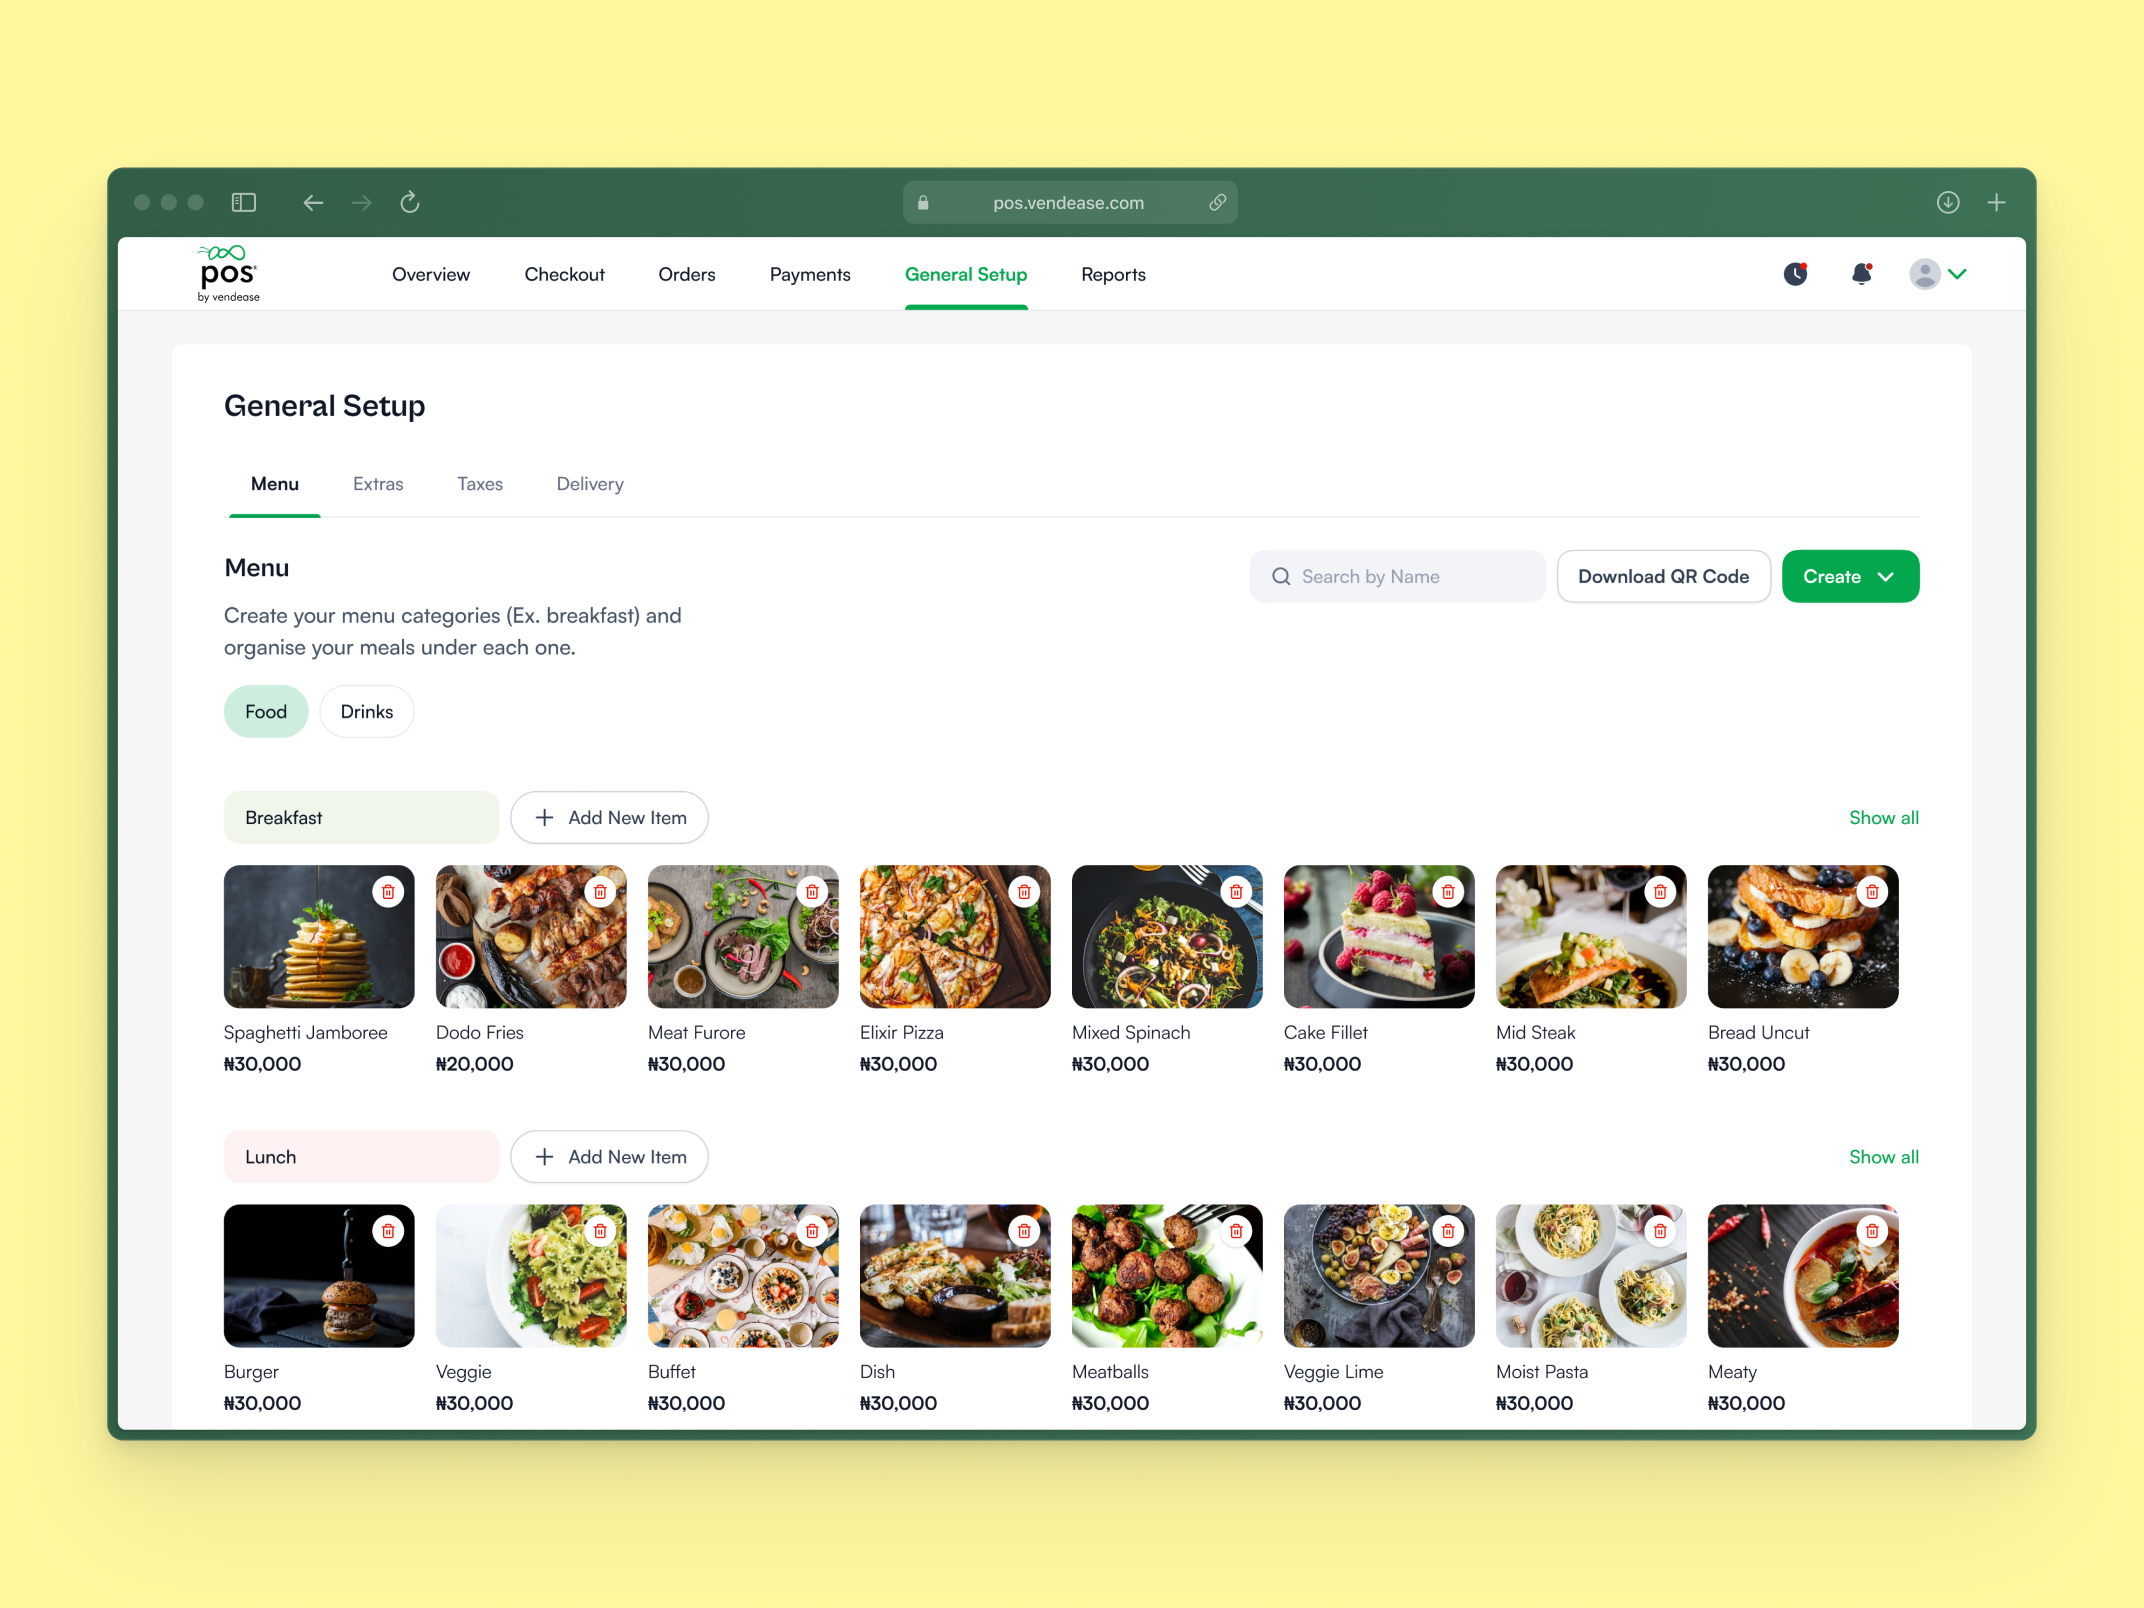 pos.vendease.com
pos
by vendease
Overview
Checkout
Orders
Payments
General Setup
Reports
General Setup
Menu
Extras
Taxes
Delivery
Menu
Search by Name
Download QR Code
Create
Create your menu categories (Ex. breakfast) and
organise your meals under each one.
Food
Drinks
Breakfast
Add New Item
Show all
Spaghetti Jamboree
₦30,000
Dodo Fries
₦20,000
Meat Furore
₦30,000
Elixir Pizza
₦30,000
Mixed Spinach
₦30,000
Cake Fillet
₦30,000
Mid Steak
₦30,000
Bread Uncut
₦30,000
Lunch
Add New Item
Show all
Burger
₦30,000
Veggie
₦30,000
Buffet
₦30,000
Dish
₦30,000
Meatballs
₦30,000
Veggie Lime
₦30,000
Moist Pasta
₦30,000
Meaty
₦30,000